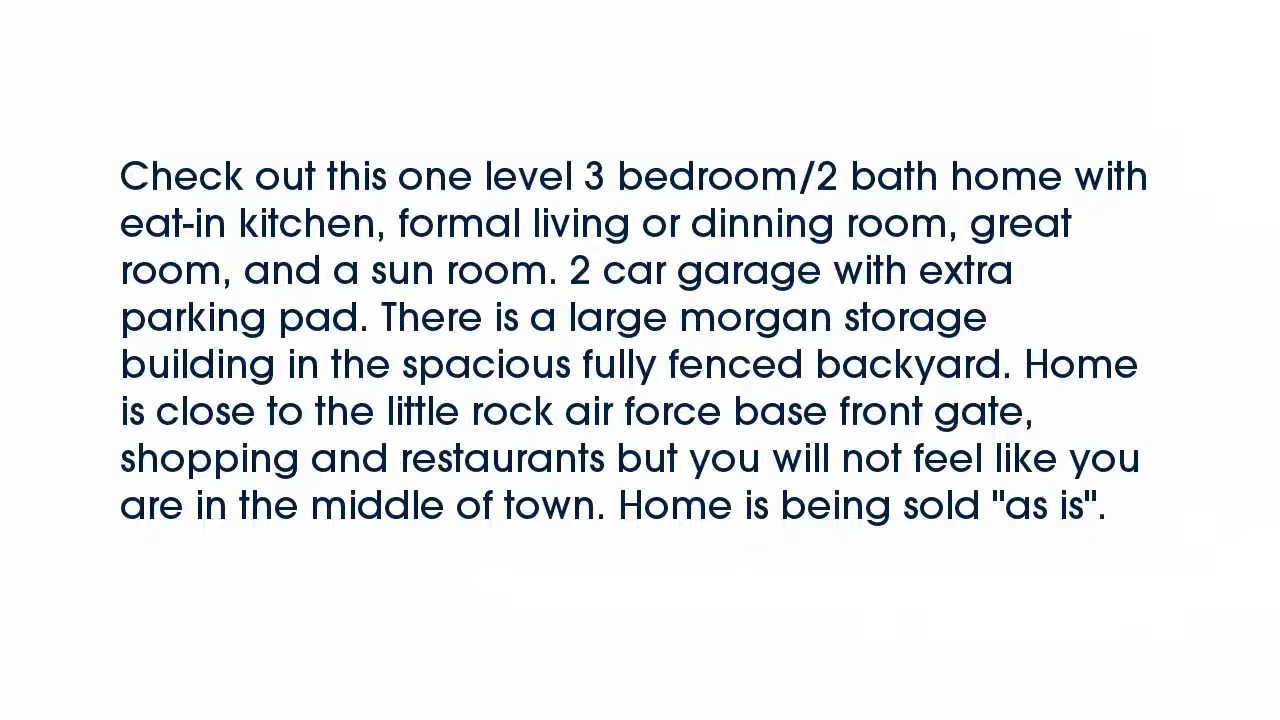 Check out this one level 3 bedroom/2 bath home with
eat-in kitchen, formal living or dinning room, great
room, and a sun room. 2 car garage with extra
parking pad. There is a large morgan storage
building in the spacious fully fenced backyard. Home
is close to the little rock air force base front gate,
shopping and restaurants but you will not feel like you
are in the middle of town. Home is being sold "as is".